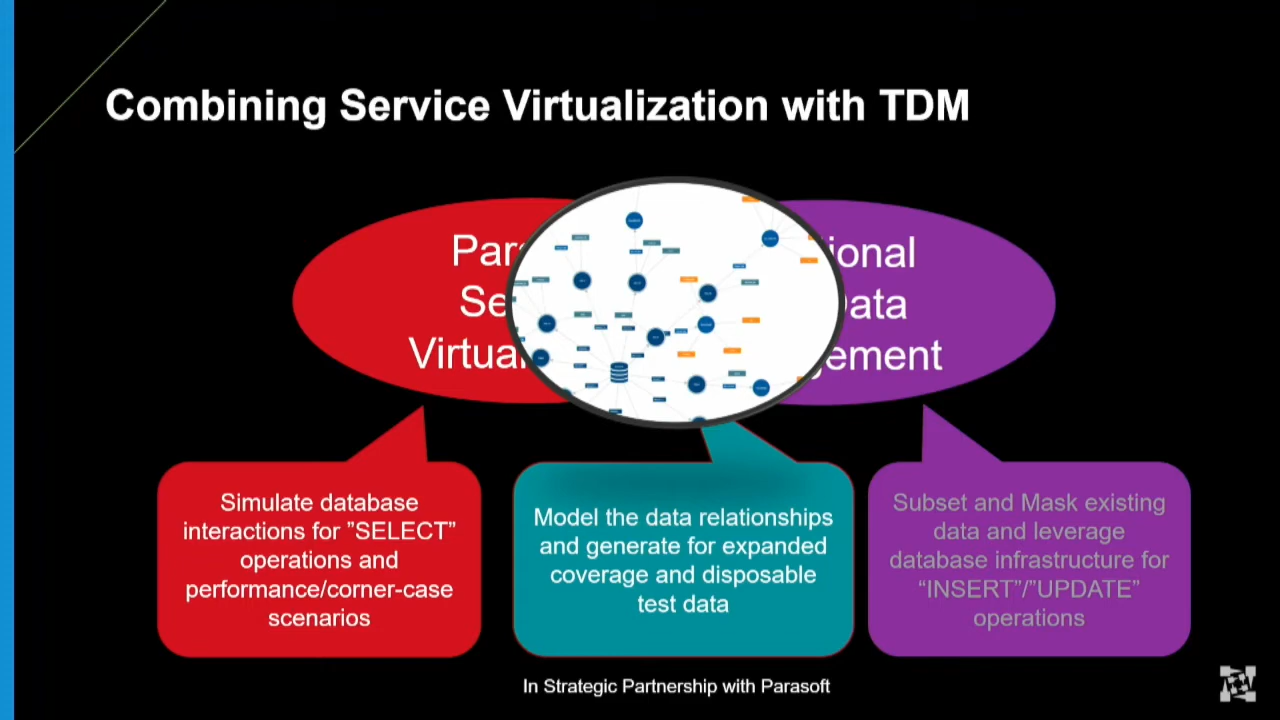 Combining Service Virtualization with TDM
Par
Se
Virtual
ional
ata
gement
Simulate database
interactions for ”SELECT”
operations and
performance/corner-case
scenarios
Model the data relationships
and generate for expanded
coverage and disposable
test data
Subset and Mask existing
data and leverage
database infrastructure for
“INSERT”/”UPDATE”
operations
In Strategic Partnership with Parasoft